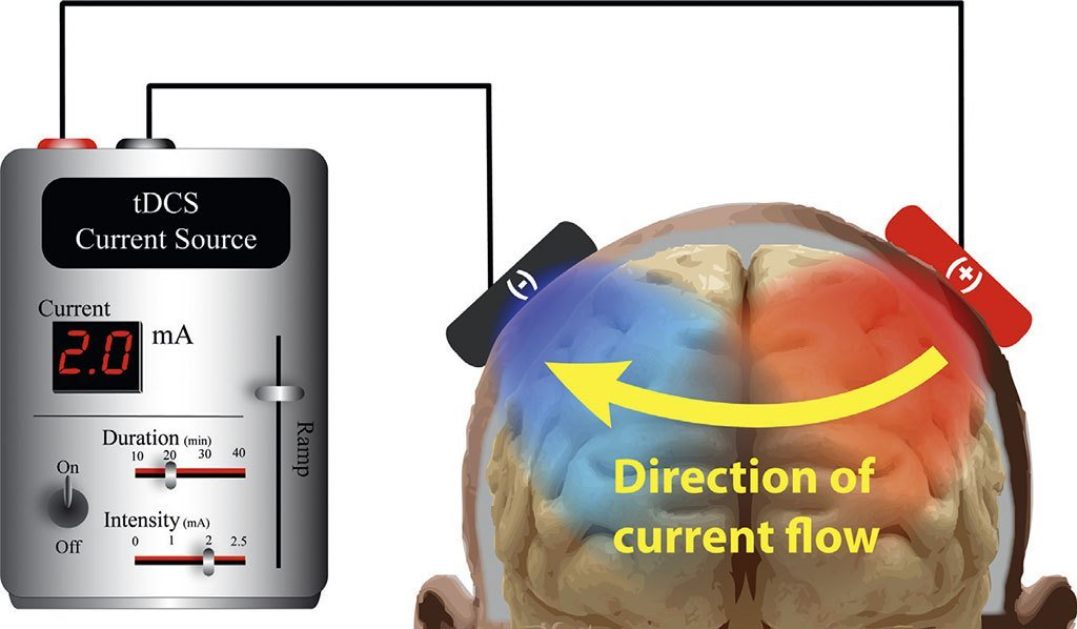 tDCS
Current Source
Current
2.0 mA
Duration (min)
10 20 30 40
On
Off
Intensity (mA)
0 1 2 2.5
Ramp
(-)
(+)
Direction of
current flow